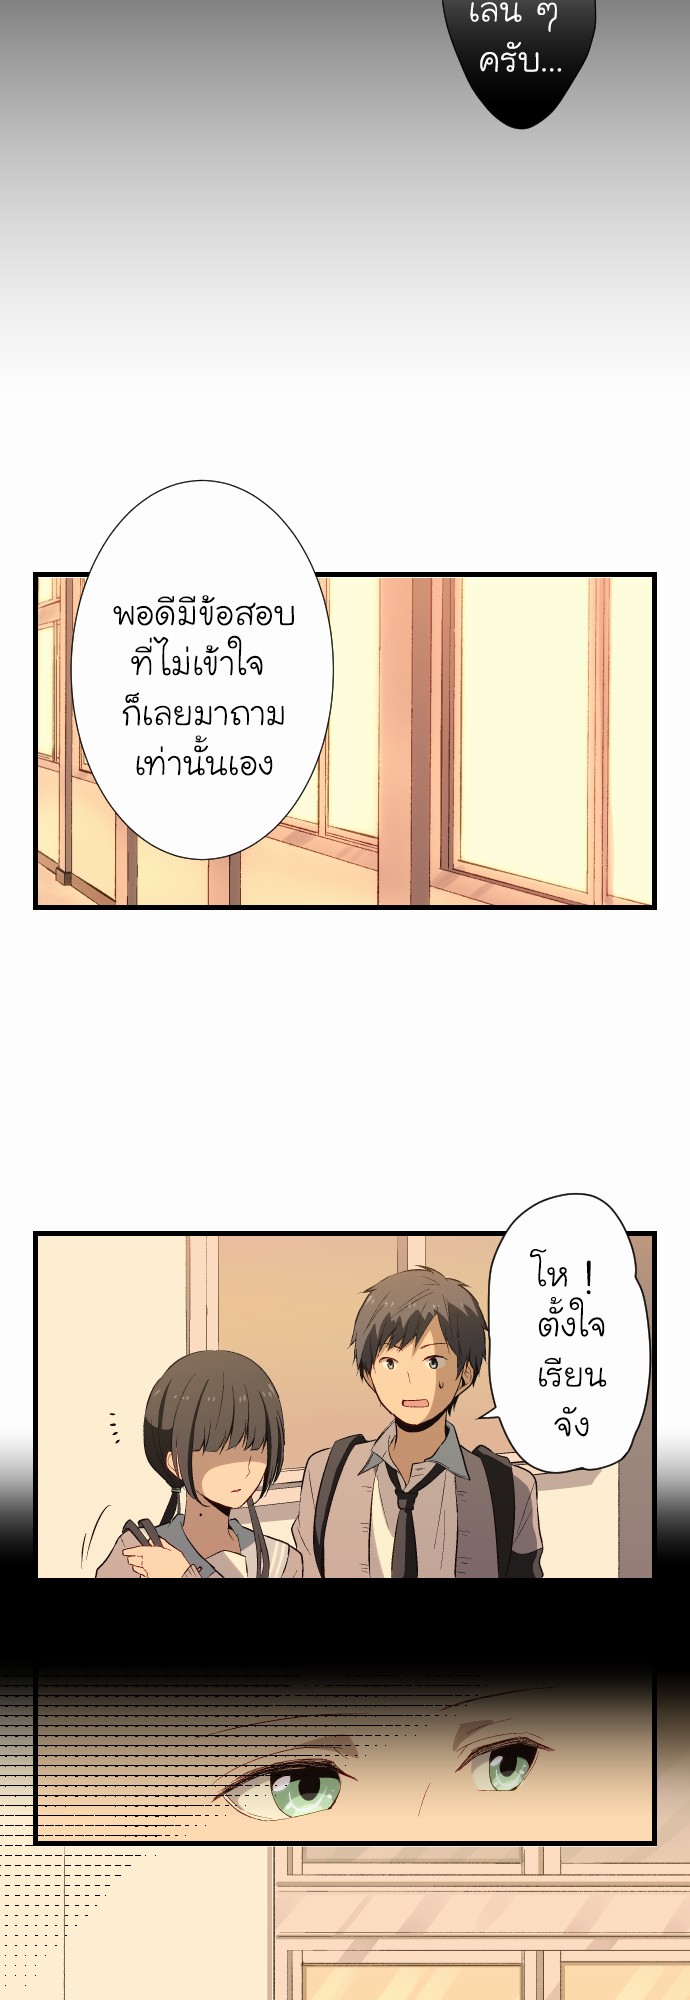 เล่น ๆ
ครับ...
พอดีมีข้อสอบ
ที่ไม่เข้าใจ
ก็เลยมาถาม
เท่านั้นเอง
โห !
ตั้งใจ
เรียน
จัง